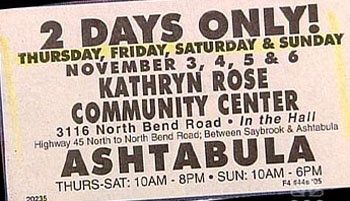 2 DAYS ONLY!
THURSDAY, FRIDAY, SATURDAY & SUNDAY
NOVEMBER 3, 4, 5 & 6
KATHRYN ROSE
COMMUNITY CENTER
3116 North Bend Road • In the Hall
Highway 45 North to North Bend Road; Between Saybrook & Ashtabula
ASHTABULA
THURS-SAT: 10AM - 8PM • SUN: 10AM - 6PM
20235